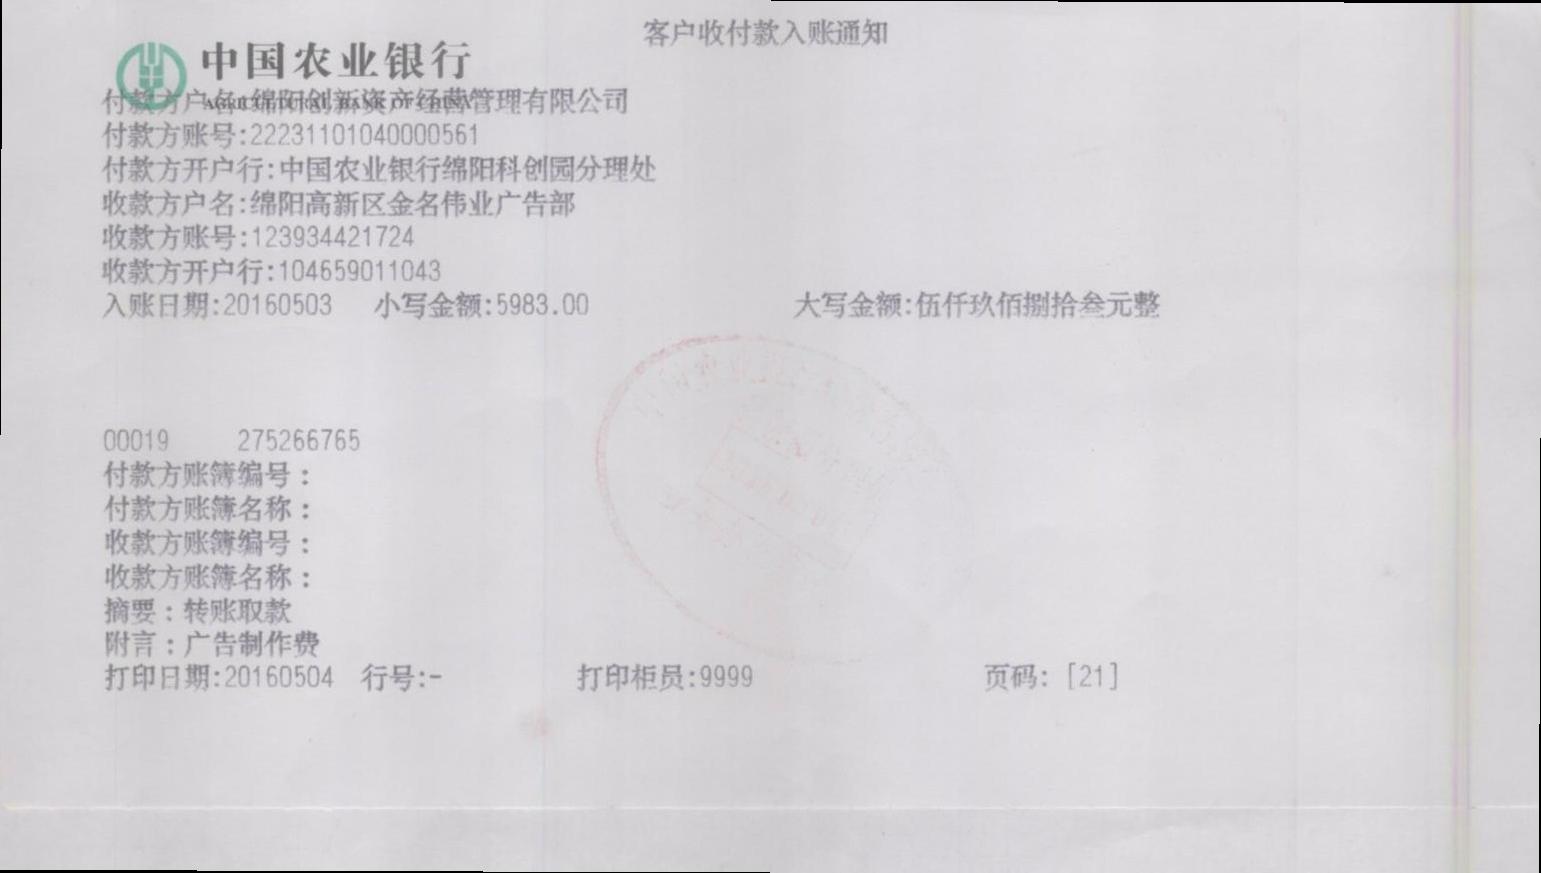 客户收付款入账通知
中国农业银行
AGRICULTURAL BANK OF CHINA
付款方户名:绵阳创新资产经营管理有限公司
付款方账号:22231101040000561
付款方开户行:中国农业银行绵阳科创园分理处
收款方户名:绵阳高新区金名伟业广告部
收款方账号:123934421724
收款方开户行:104659011043
入账日期:20160503 小写金额:5983.00 大写金额:伍仟玖佰捌拾叁元整
00019 275266765
付款方账簿编号：
付款方账簿名称：
收款方账簿编号：
收款方账簿名称：
摘要：转账取款
附言：广告制作费
打印日期:20160504 行号:- 打印柜员:9999 页码: [21]